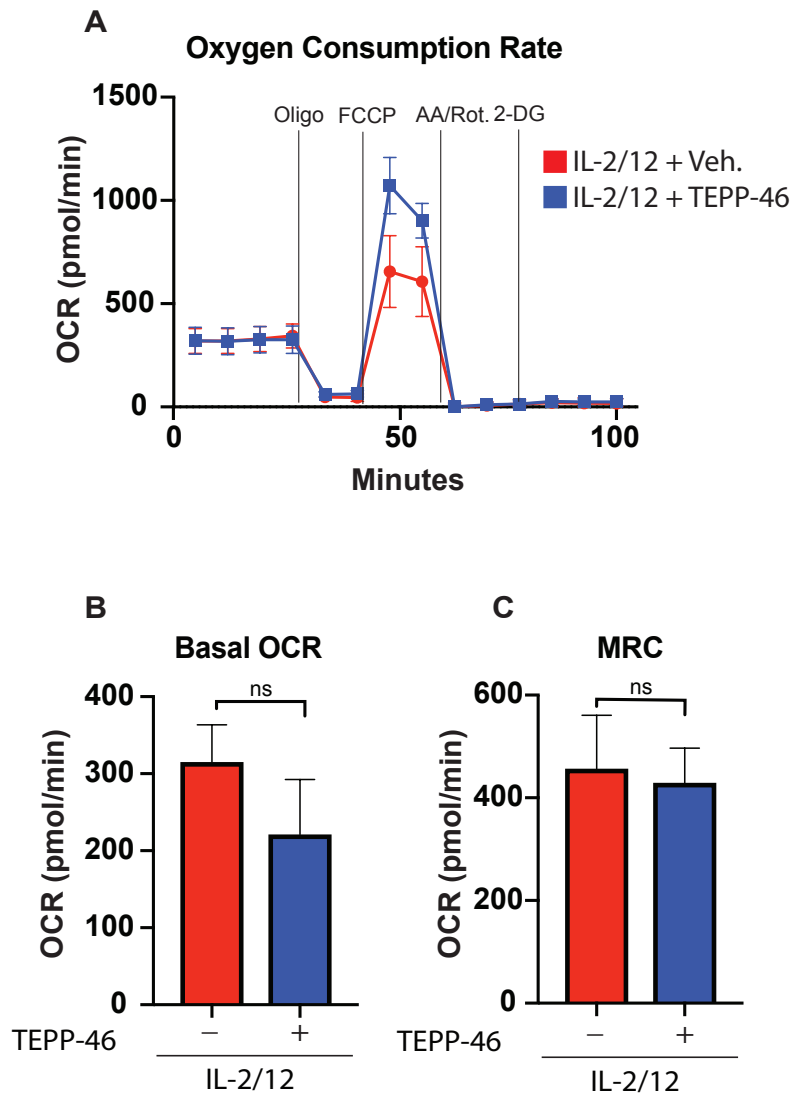 A
Oxygen Consumption Rate
1500
1000
500
0
OCR (pmol/min)
Oligo FCCP AA/Rot. 2-DG
IL-2/12 + Veh.
IL-2/12 + TEPP-46
0 50 100
Minutes
B
Basal OCR
ns
400
300
200
100
0
OCR (pmol/min)
TEPP-46 − +
IL-2/12
C
MRC
ns
600
400
200
0
OCR (pmol/min)
TEPP-46 − +
IL-2/12